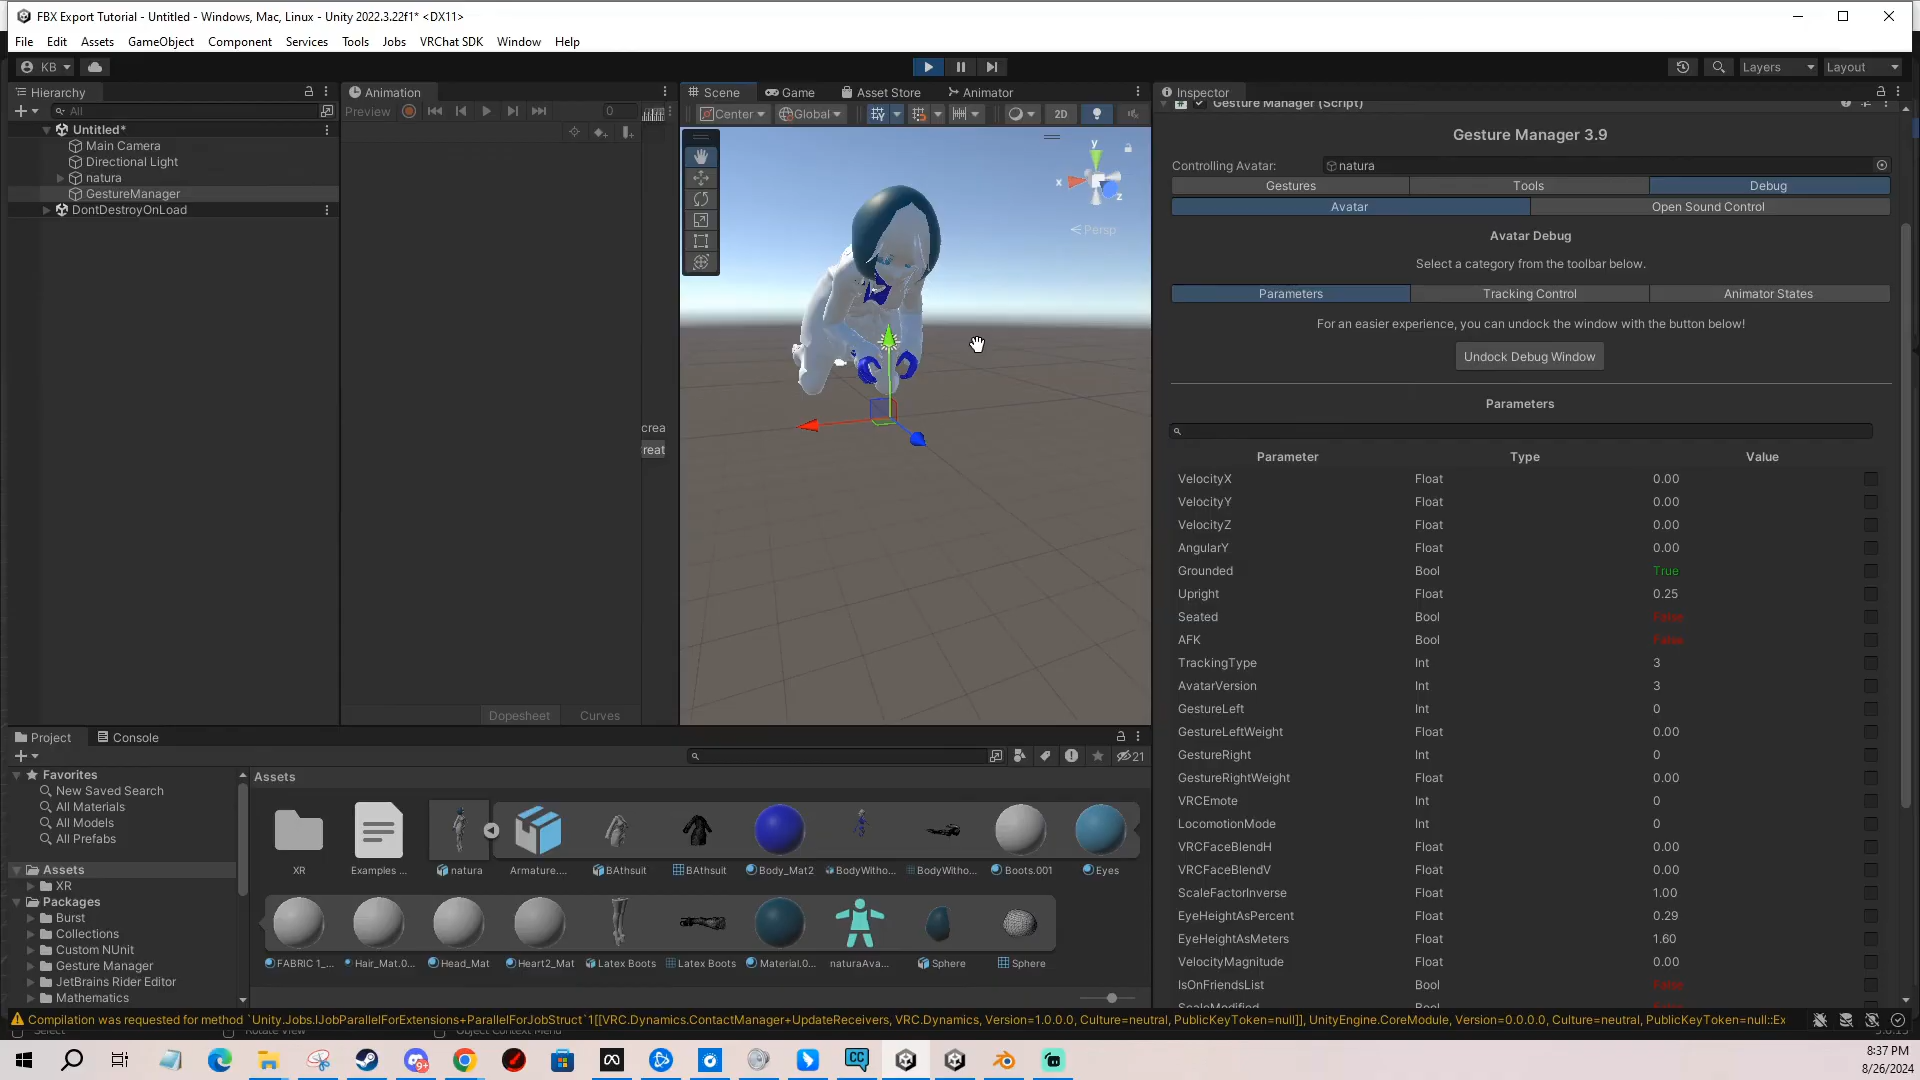 FBX Export Tutorial - Untitled - Windows, Mac, Linux - Unity 2022.3.22f1* <DX11>
File Edit Assets GameObject Component Services Tools Jobs VRChat SDK Window Help
KB Layers Layout
Hierarchy Animation Scene Game Asset Store Animator Inspector
All Preview 0 Center Global 2D
Gesture Manager (Script)
Untitled*
Main Camera
Directional Light
natura
GestureManager
DontDestroyOnLoad
crea
reat
Dopesheet Curves
y
x
z
Persp
Gesture Manager 3.9
Controlling Avatar: natura
Gestures Tools Debug
Avatar Open Sound Control
Avatar Debug
Select a category from the toolbar below.
Parameters Tracking Control Animator States
For an easier experience, you can undock the window with the button below!
Undock Debug Window
Parameters
Parameter Type Value
VelocityX Float 0.00
VelocityY Float 0.00
VelocityZ Float 0.00
AngularY Float 0.00
Grounded Bool True
Upright Float 0.25
Seated Bool False
AFK Bool False
TrackingType Int 3
AvatarVersion Int 3
GestureLeft Int 0
GestureLeftWeight Float 0.00
GestureRight Int 0
GestureRightWeight Float 0.00
VRCEmote Int 0
LocomotionMode Int 0
VRCFaceBlendH Float 0.00
VRCFaceBlendV Float 0.00
ScaleFactorInverse Float 1.00
EyeHeightAsPercent Float 0.29
EyeHeightAsMeters Float 1.60
VelocityMagnitude Float 0.00
IsOnFriendsList Bool False
ScaleModified Bool
Project Console
21
Favorites
New Saved Search
All Materials
All Models
All Prefabs
Assets
XR
Packages
Burst
Collections
Custom NUnit
Gesture Manager
JetBrains Rider Editor
Mathematics
Assets
XR Examples ... natura Armature.... BAthsuit BAthsuit Body_Mat2 BodyWitho... BodyWitho... Boots.001 Eyes
FABRIC 1_... Hair_Mat.0... Head_Mat Heart2_Mat Latex Boots Latex Boots Material.0... naturaAva... Sphere Sphere
Compilation was requested for method `Unity.Jobs.IJobParallelForExtensions+ParallelForJobStruct`1[[VRC.Dynamics.ContactManager+UpdateReceivers, VRC.Dynamics, Version=1.0.0.0, Culture=neutral, PublicKeyToken=null]], UnityEngine.CoreModule, Version=0.0.0.0, Culture=neutral, PublicKeyToken=null::Ex
Select Rotate View Object Context Menu
9+
CC
8:37 PM
8/26/2024